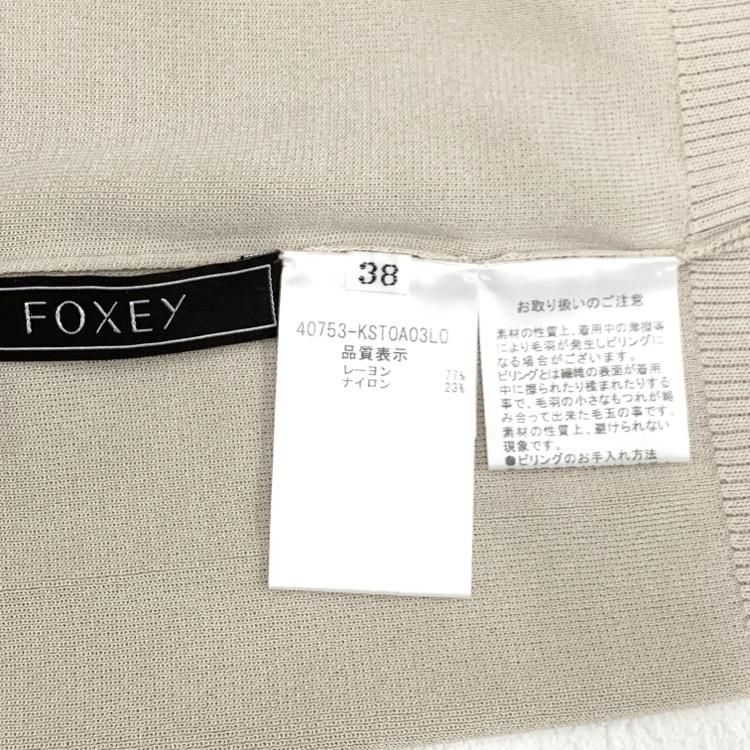 FOXEY
38
40753-KSTOA03LO
品質表示
レーヨン 77%
ナイロン 23%
お取り扱いのご注意
素材の性質上、着用中の摩擦等
により毛羽が発生しピリングに
なる場合がございます。
ピリングとは繊維の表面が着用
中に擦られたり揉まれたりする
事で、毛羽の小さなもつれが絡
み合って出来た毛玉の事です。
素材の性質上、避けられない
現象です。
●ピリングのお手入れ方法